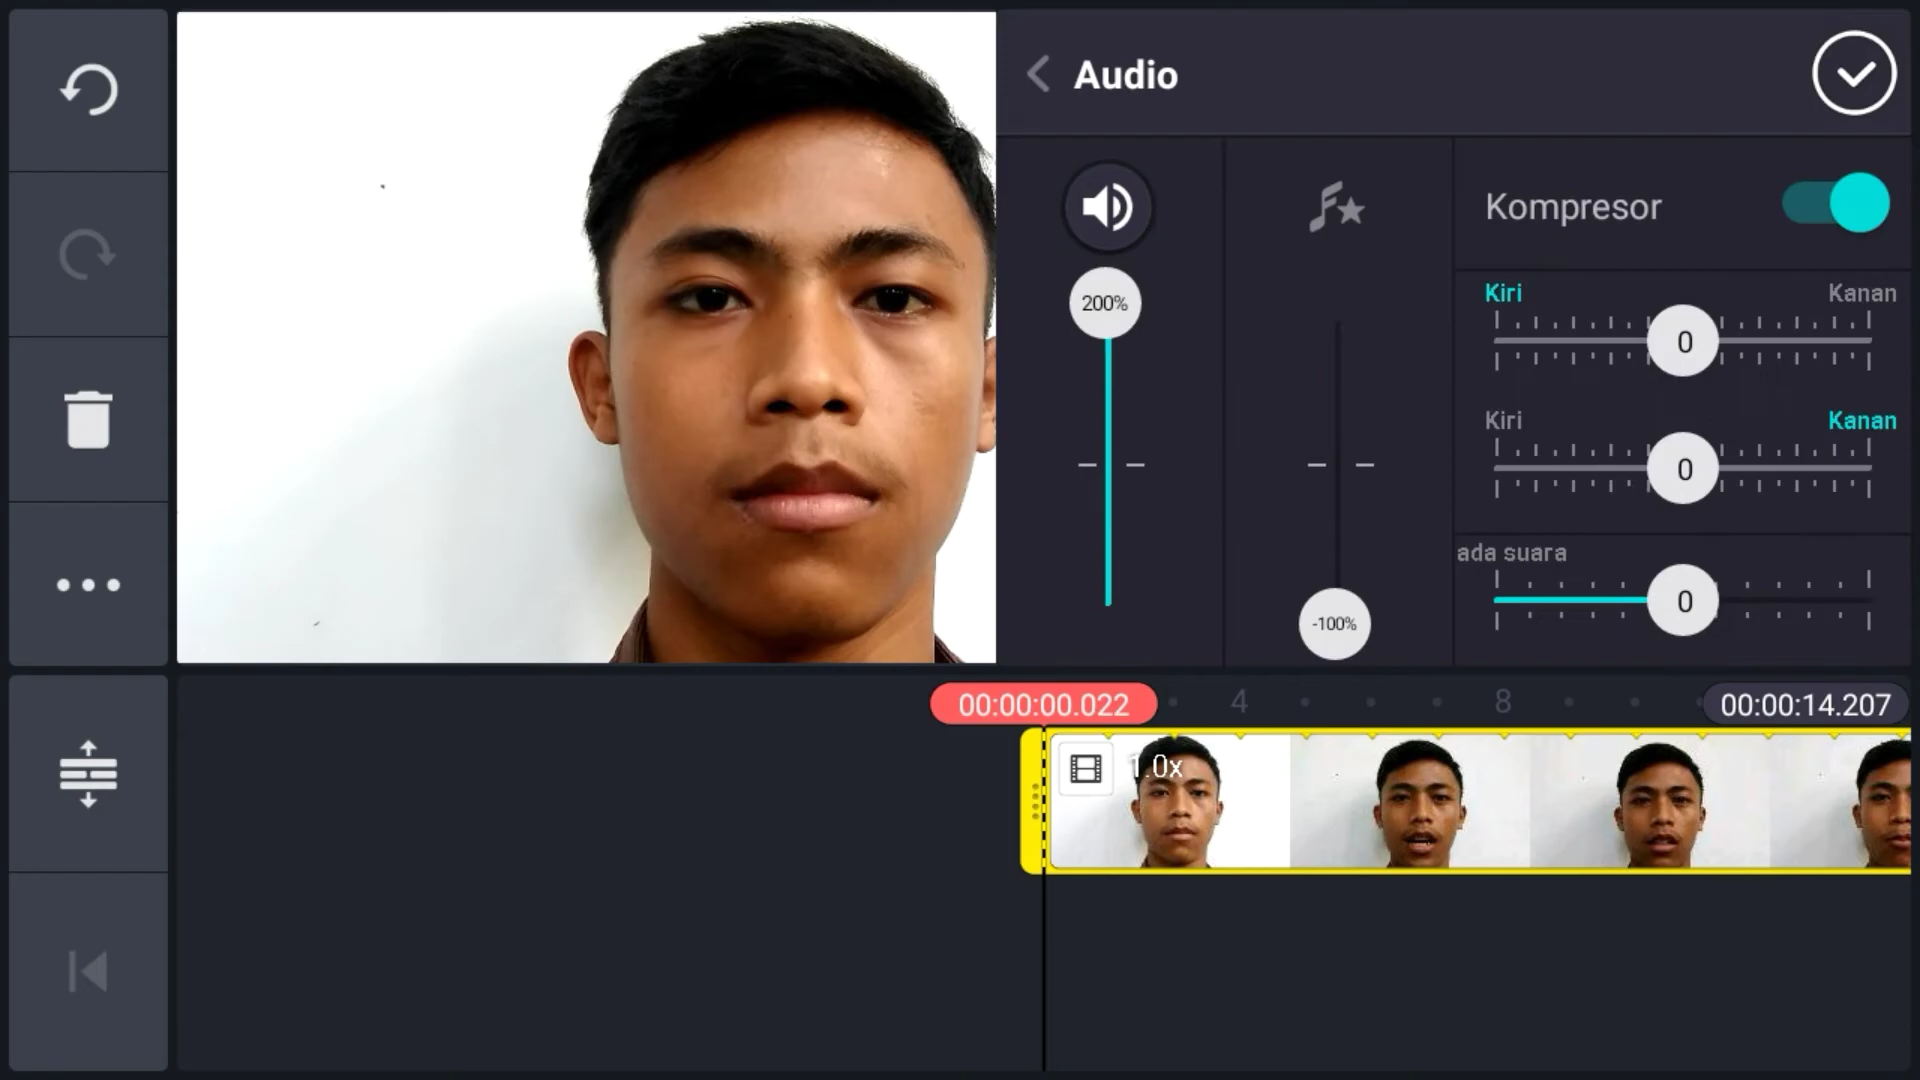 Audio
Kompresor
200%
Kiri
Kanan
0
Kiri
Kanan
0
ada suara
0
-100%
00:00:00.022
4
8
00:00:14.207
1.0x